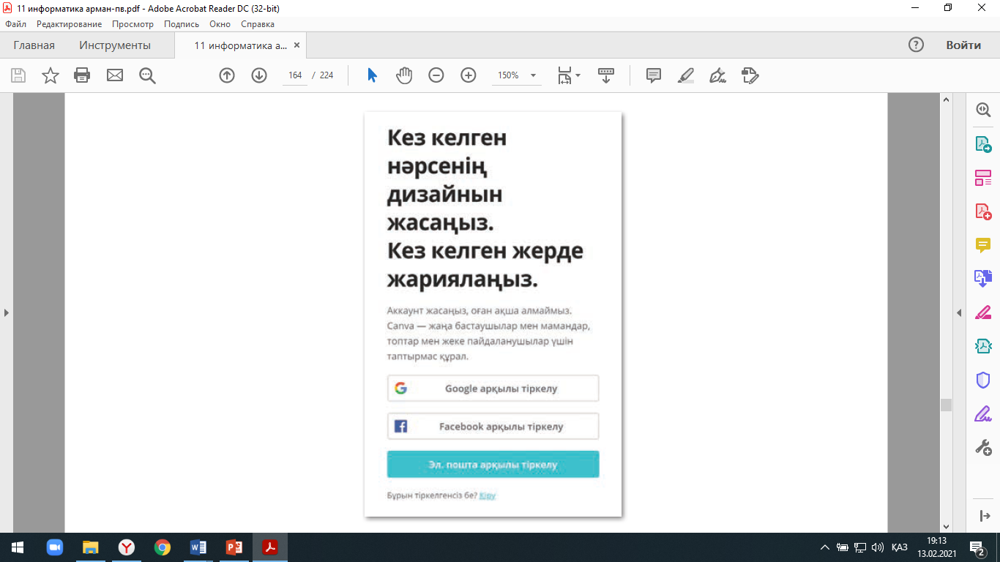 11 информатика арман-пв.pdf - Adobe Acrobat Reader DC (32-bit)
Файл Редактирование Просмотр Подпись Окно Справка
Главная Инструменты 11 информатика а... × Войти
164 / 224 150%
Кез келген
нәрсенің
дизайнын
жасаңыз.
Кез келген жерде
жариялаңыз.
Аккаунт жасаңыз, оған ақша алмаймыз.
Canva — жаңа бастаушылар мен мамандар,
топтар мен жеке пайдаланушылар үшін
таптырмас құрал.
Google арқылы тіркелу
Facebook арқылы тіркелу
Эл. пошта арқылы тіркелу
Бұрын тіркелгенсіз бе? Кіру
19:13
ҚАЗ
13.02.2021
2